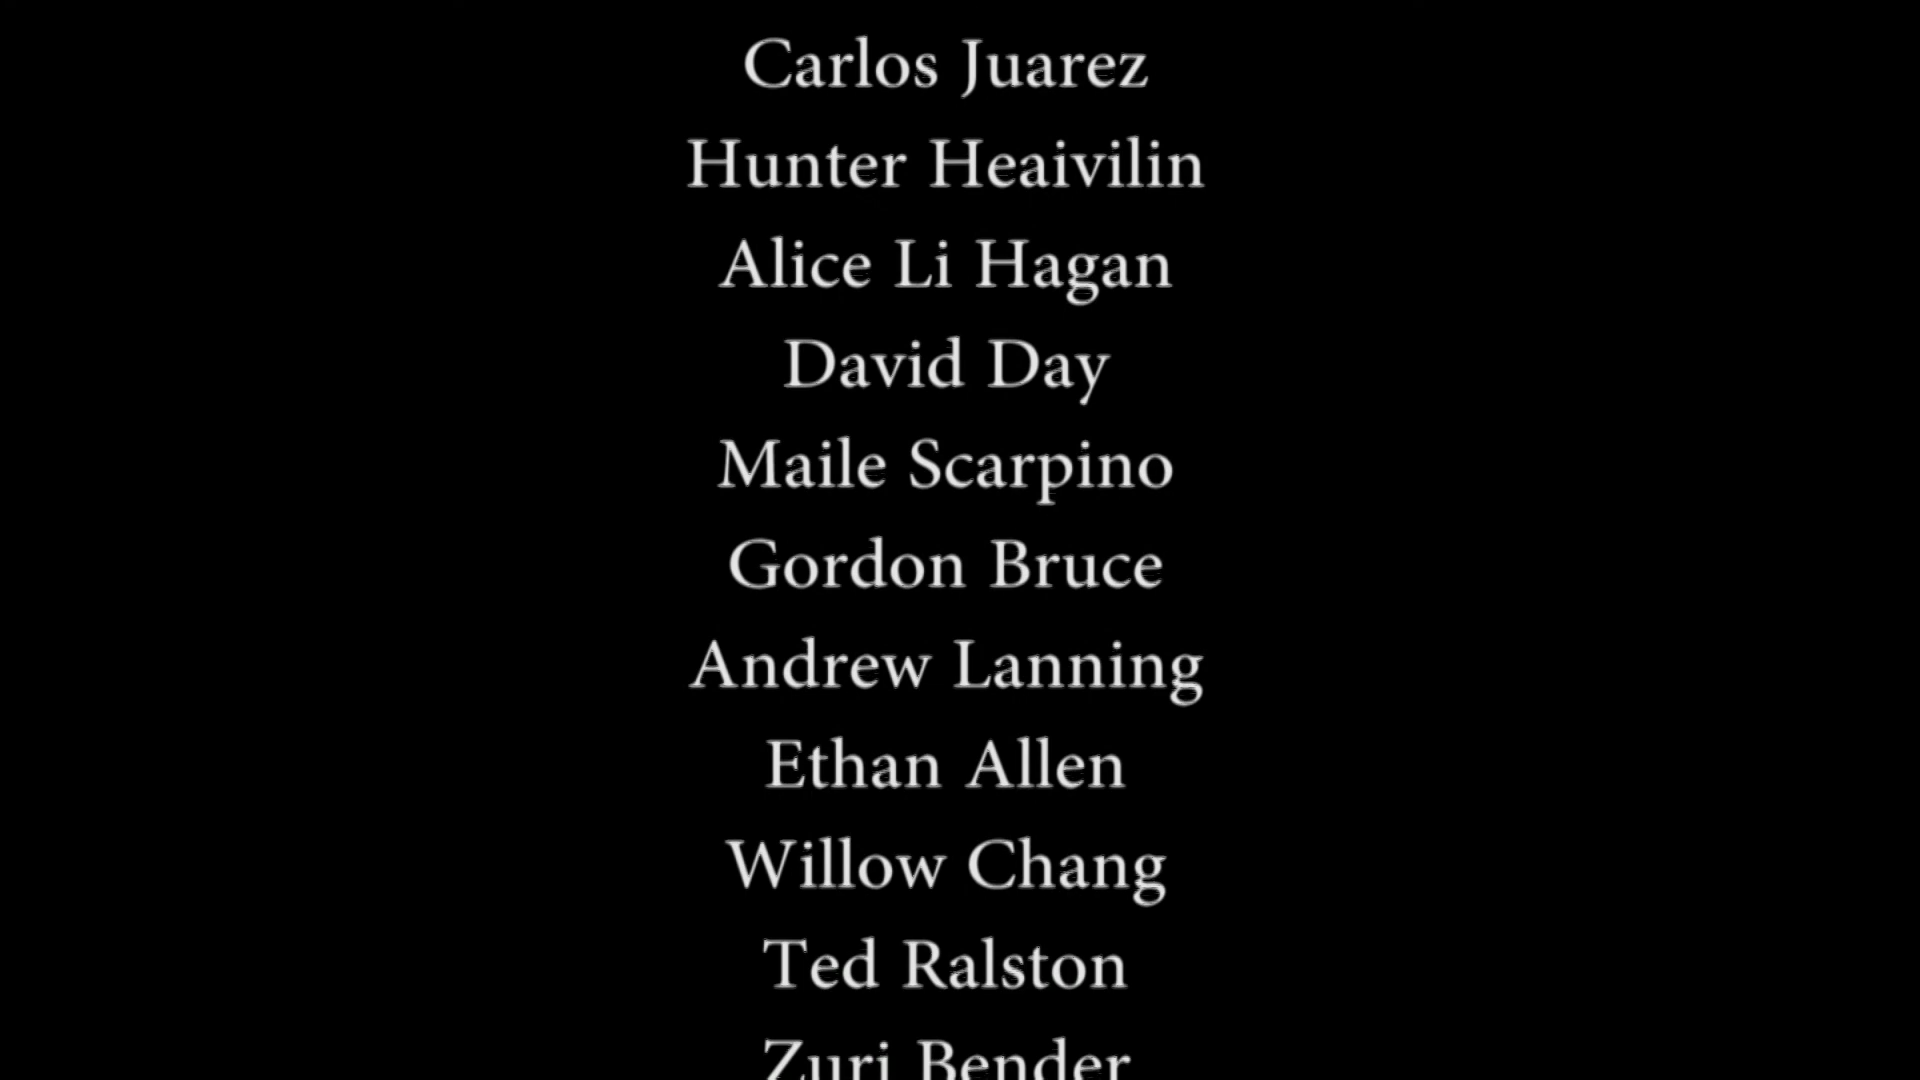 Carlos Juarez
Hunter Heaivilin
Alice Li Hagan
David Day
Maile Scarpino
Gordon Bruce
Andrew Lanning
Ethan Allen
Willow Chang
Ted Ralston
Zuri Bender